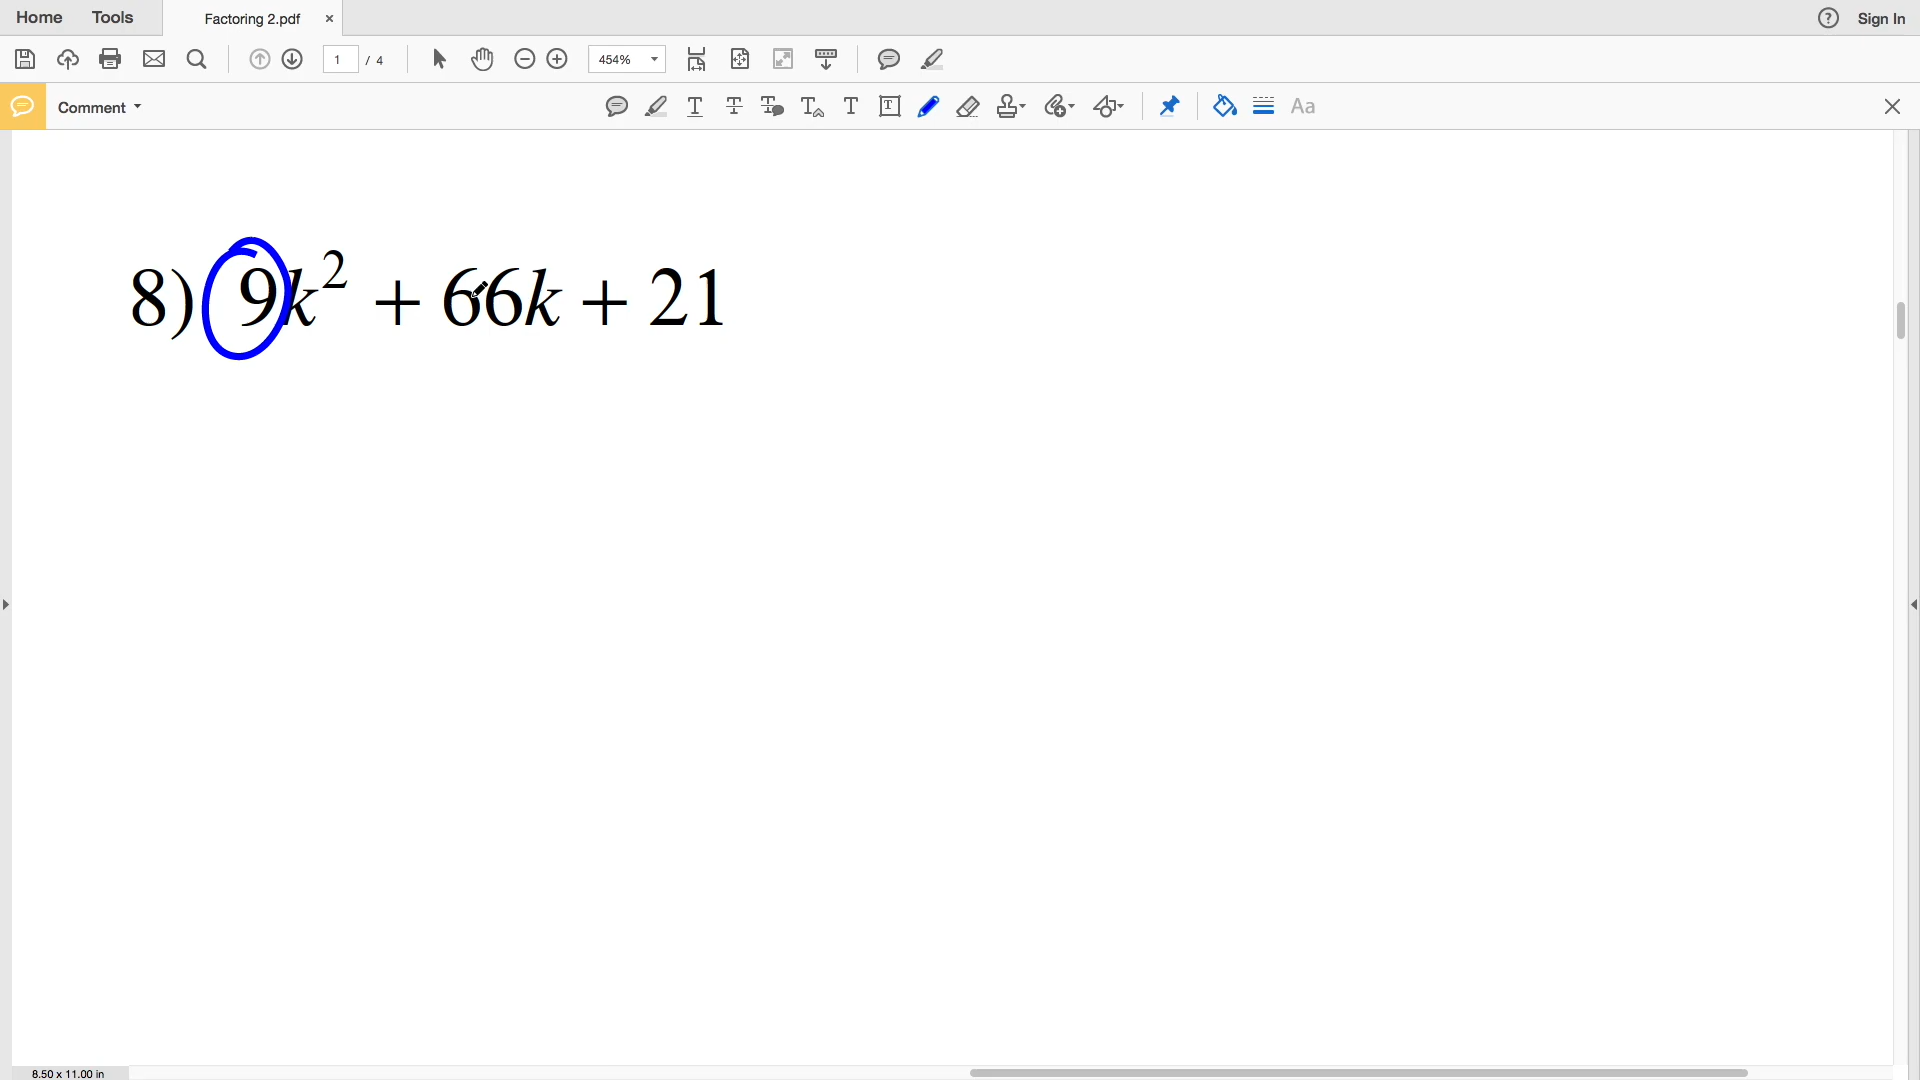 Home Tools Factoring 2.pdf × ? Sign In
1 / 4 454%
Comment T T T T T T Aa
8) 9k² + 66k + 21
8.50 x 11.00 in